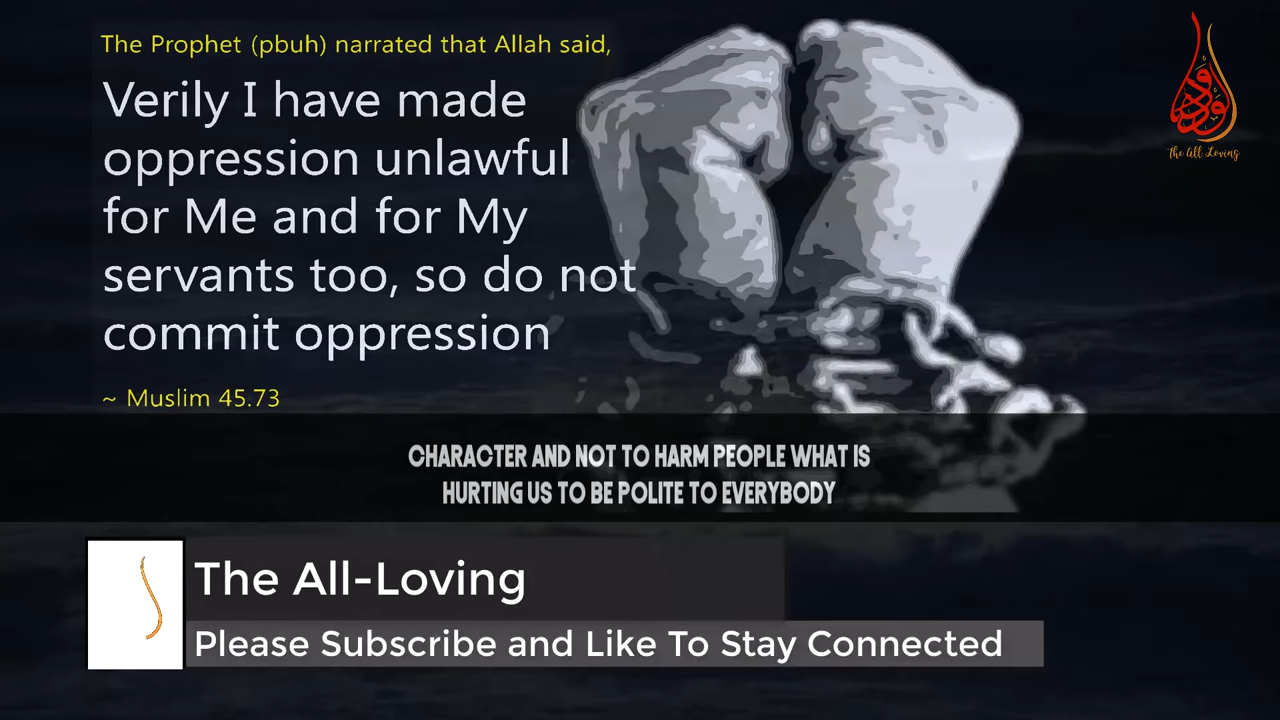 The Prophet (pbuh) narrated that Allah said,
Verily I have made
oppression unlawful
for Me and for My
servants too, so do not
commit oppression
~ Muslim 45.73
The All Loving
CHARACTER AND NOT TO HARM PEOPLE WHAT IS
HURTING US TO BE POLITE TO EVERYBODY
The All-Loving
Please Subscribe and Like To Stay Connected